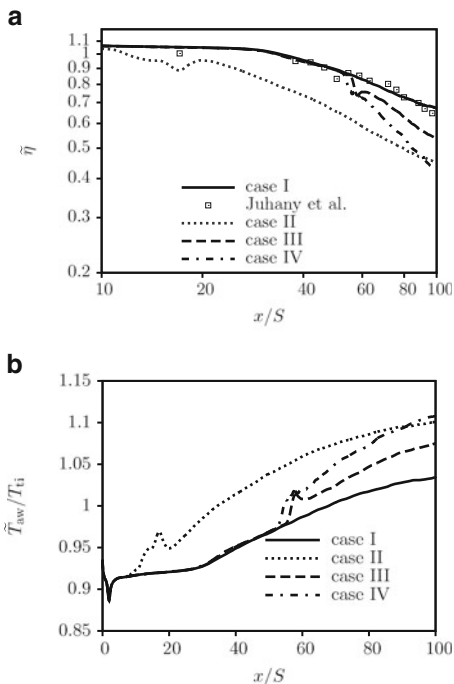 a
1.1
1
0.9
0.8
0.7
0.6
0.5
0.4
0.3
0.2
η̃
case I
Juhany et al.
case II
case III
case IV
10 20 40 60 80 100
x/S
b
1.15
1.1
1.05
1
0.95
0.9
0.85
T̃aw/Tti
case I
case II
case III
case IV
0 20 40 60 80 100
x/S